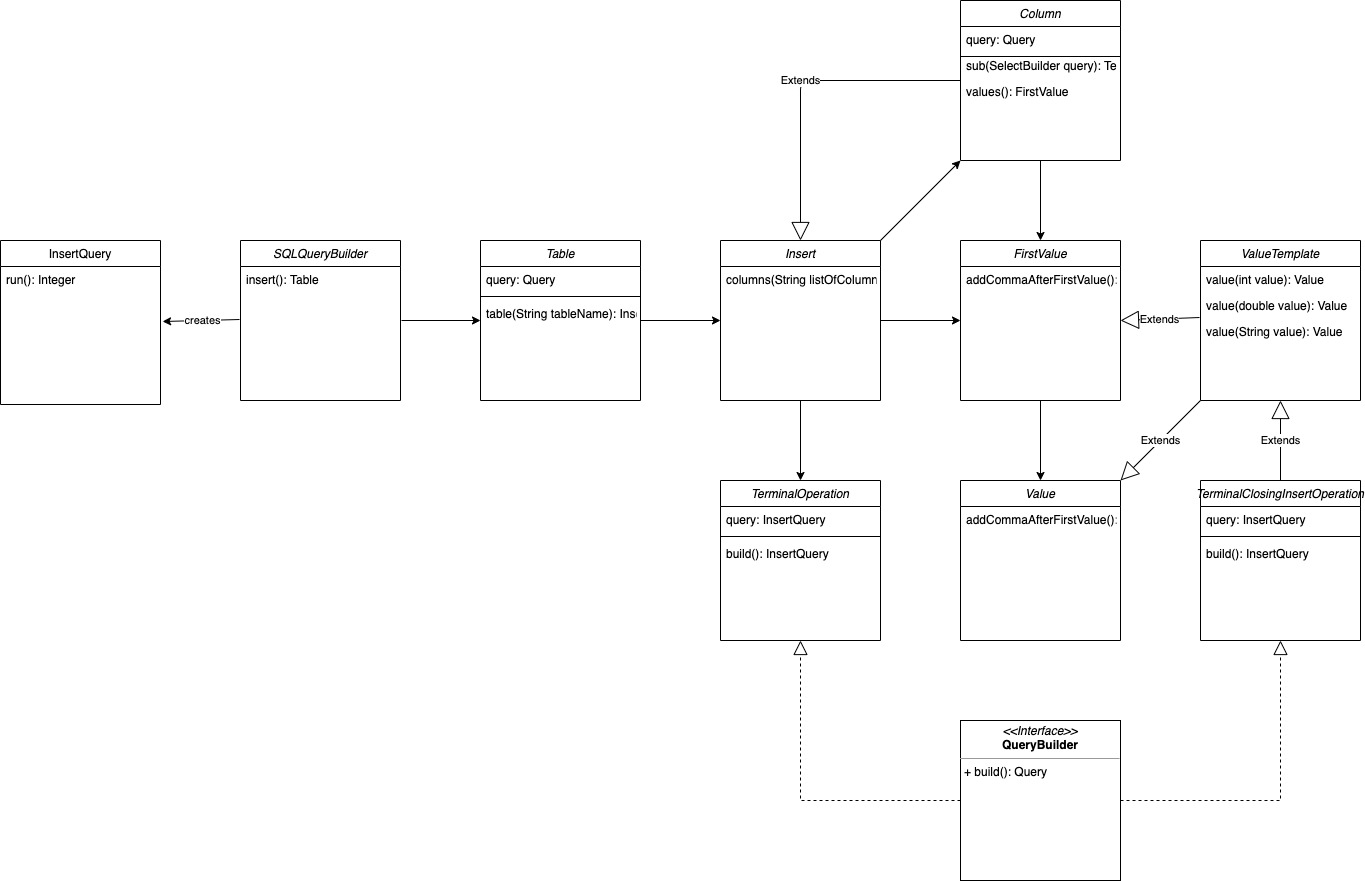 Column
query: Query
sub(SelectBuilder query): Te
values(): FirstValue
Extends
InsertQuery
run(): Integer
creates
SQLQueryBuilder
insert(): Table
Table
query: Query
table(String tableName): Ins
Insert
columns(String listOfColumn
FirstValue
addCommaAfterFirstValue():
Extends
ValueTemplate
value(int value): Value
value(double value): Value
value(String value): Value
Extends
Extends
TerminalOperation
query: InsertQuery
build(): InsertQuery
Value
addCommaAfterFirstValue():
TerminalClosingInsertOperation
query: InsertQuery
build(): InsertQuery
<<Interface>>
QueryBuilder
+ build(): Query